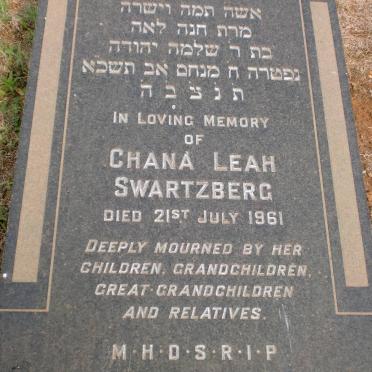 אשה תמה וישרה
מרת חנה לאה
בת ר שלמה יהודה
נפטרה ח מנחם אב תשכא
ת נ צ ב ה
IN LOVING MEMORY
OF
CHANA LEAH
SWARTZBERG
DIED 21ST JULY 1961
DEEPLY MOURNED BY HER
CHILDREN, GRANDCHILDREN,
GREAT-GRANDCHILDREN
AND RELATIVES.
M·H·D·S·R·I·P